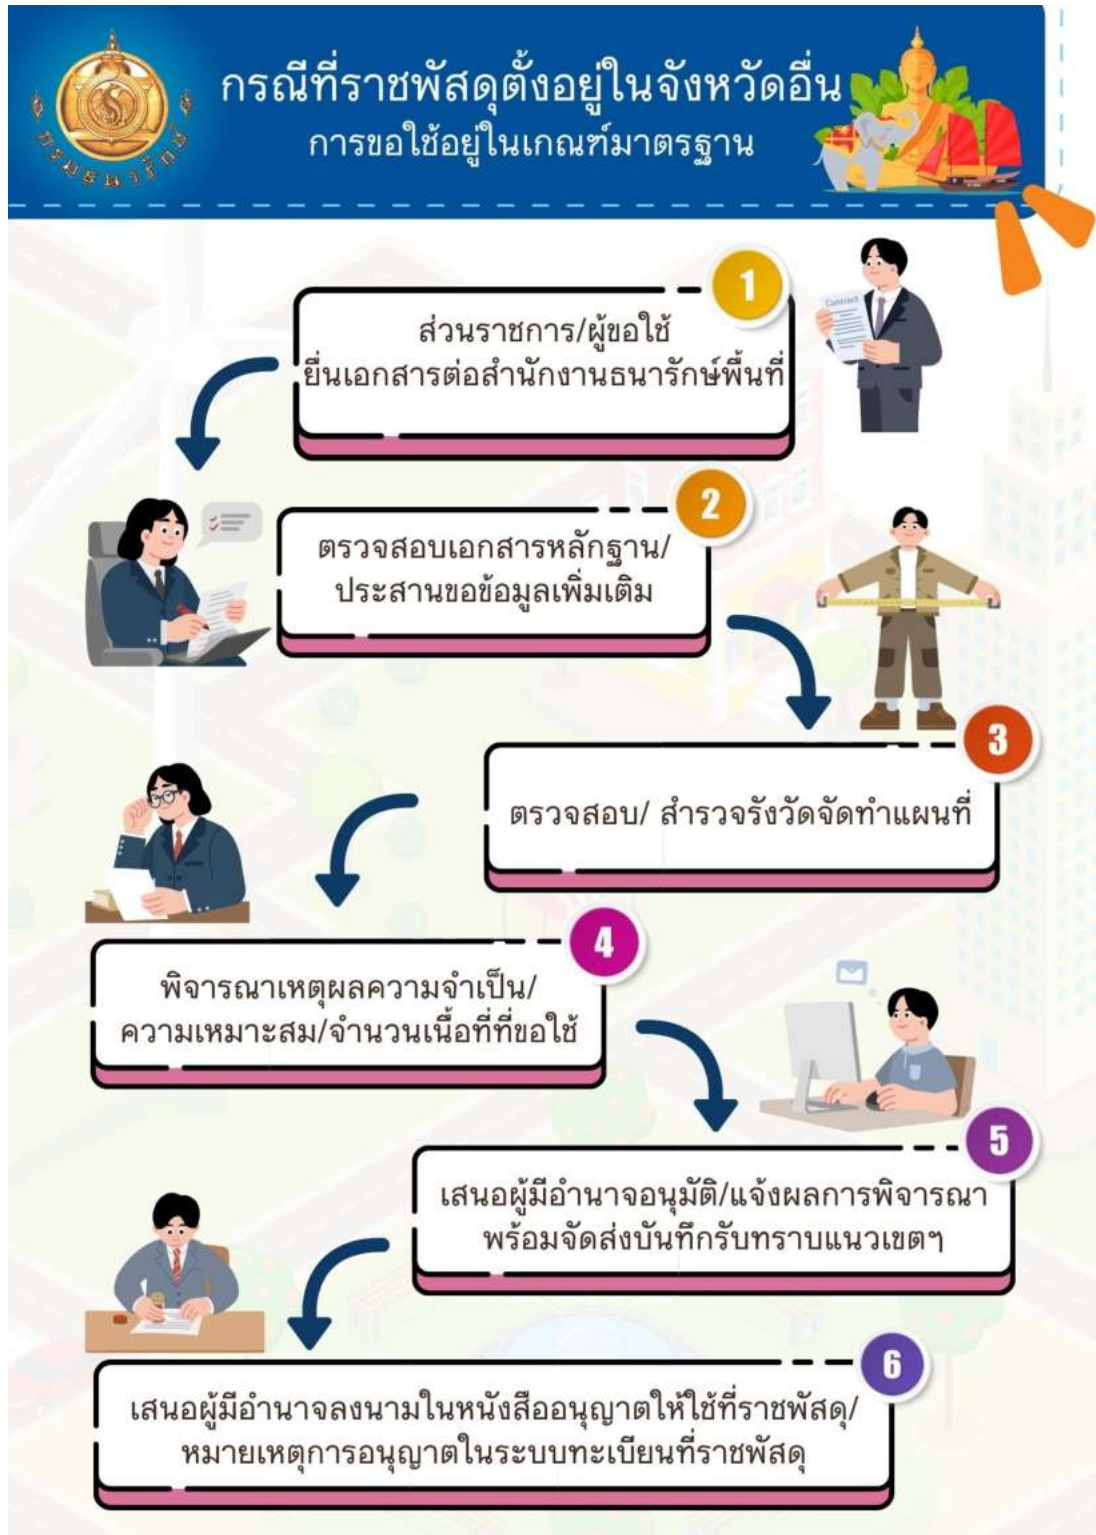 กรมธนารักษ์
กรณีที่ราชพัสดุตั้งอยู่ในจังหวัดอื่น
การขอใช้อยู่ในเกณฑ์มาตรฐาน
1
Contract
ส่วนราชการ/ผู้ขอใช้
ยื่นเอกสารต่อสำนักงานธนารักษ์พื้นที่
2
ตรวจสอบเอกสารหลักฐาน/
ประสานขอข้อมูลเพิ่มเติม
3
ตรวจสอบ/ สำรวจรังวัดจัดทำแผนที่
4
พิจารณาเหตุผลความจำเป็น/
ความเหมาะสม/จำนวนเนื้อที่ที่ขอใช้
5
เสนอผู้มีอำนาจอนุมัติ/แจ้งผลการพิจารณา
พร้อมจัดส่งบันทึกรับทราบแนวเขตฯ
6
เสนอผู้มีอำนาจลงนามในหนังสืออนุญาตให้ใช้ที่ราชพัสดุ/
หมายเหตุการอนุญาตในระบบทะเบียนที่ราชพัสดุ